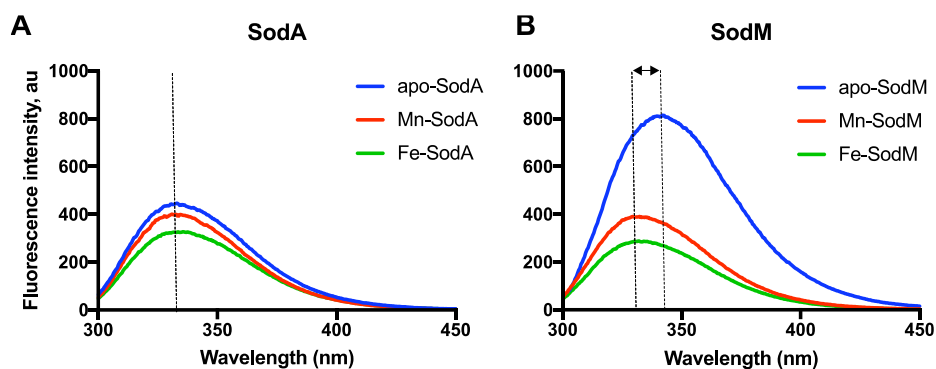 A
SodA
1000
800
600
400
200
0
300
350
400
450
Fluorescence intensity, au
Wavelength (nm)
apo-SodA
Mn-SodA
Fe-SodA
B
SodM
1000
800
600
400
200
0
300
350
400
450
Wavelength (nm)
apo-SodM
Mn-SodM
Fe-SodM